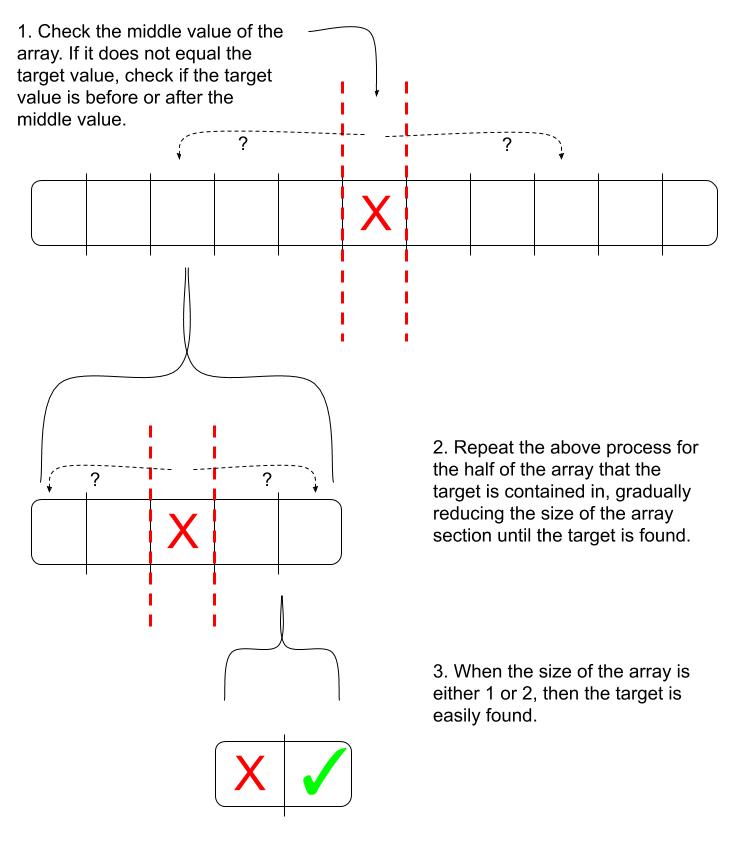 1. Check the middle value of the
array. If it does not equal the
target value, check if the target
value is before or after the
middle value.
?
?
X
2. Repeat the above process for
the half of the array that the
target is contained in, gradually
reducing the size of the array
section until the target is found.
?
?
X
3. When the size of the array is
either 1 or 2, then the target is
easily found.
X